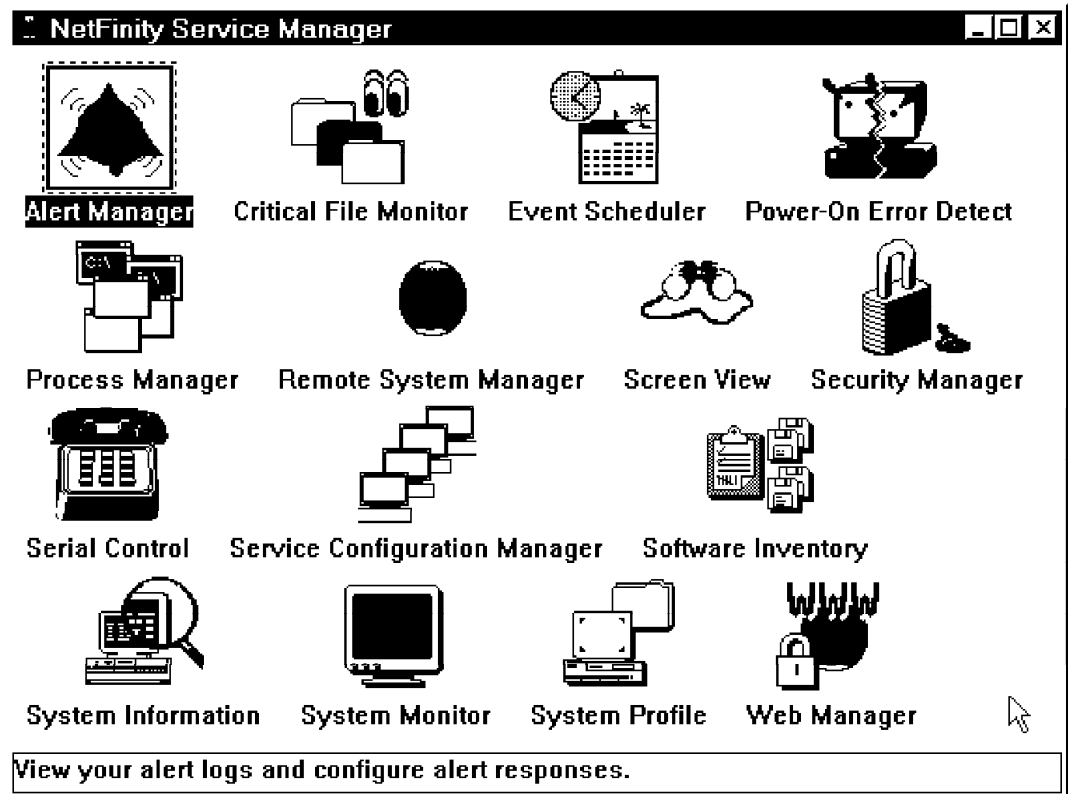 NetFinity Service Manager
Alert Manager Critical File Monitor Event Scheduler Power-On Error Detect
C:\
Process Manager Remote System Manager Screen View Security Manager
Serial Control Service Configuration Manager Software Inventory
WWW
System Information System Monitor System Profile Web Manager
View your alert logs and configure alert responses.